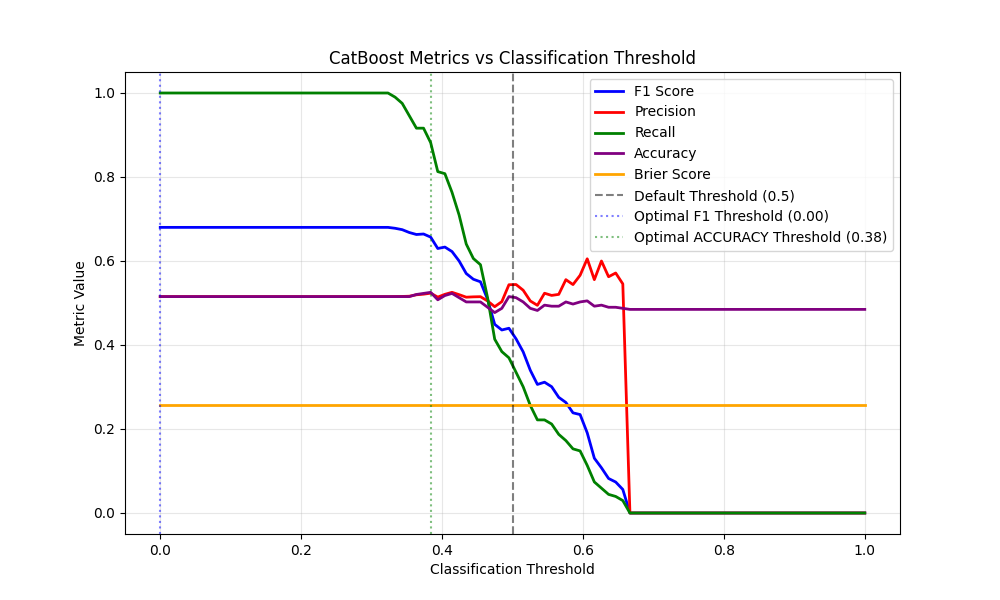 CatBoost Metrics vs Classification Threshold
F1 Score
Precision
Recall
Accuracy
Brier Score
Default Threshold (0.5)
Optimal F1 Threshold (0.00)
Optimal ACCURACY Threshold (0.38)
Metric Value
1.0
0.8
0.6
0.4
0.2
0.0
0.0 0.2 0.4 0.6 0.8 1.0
Classification Threshold